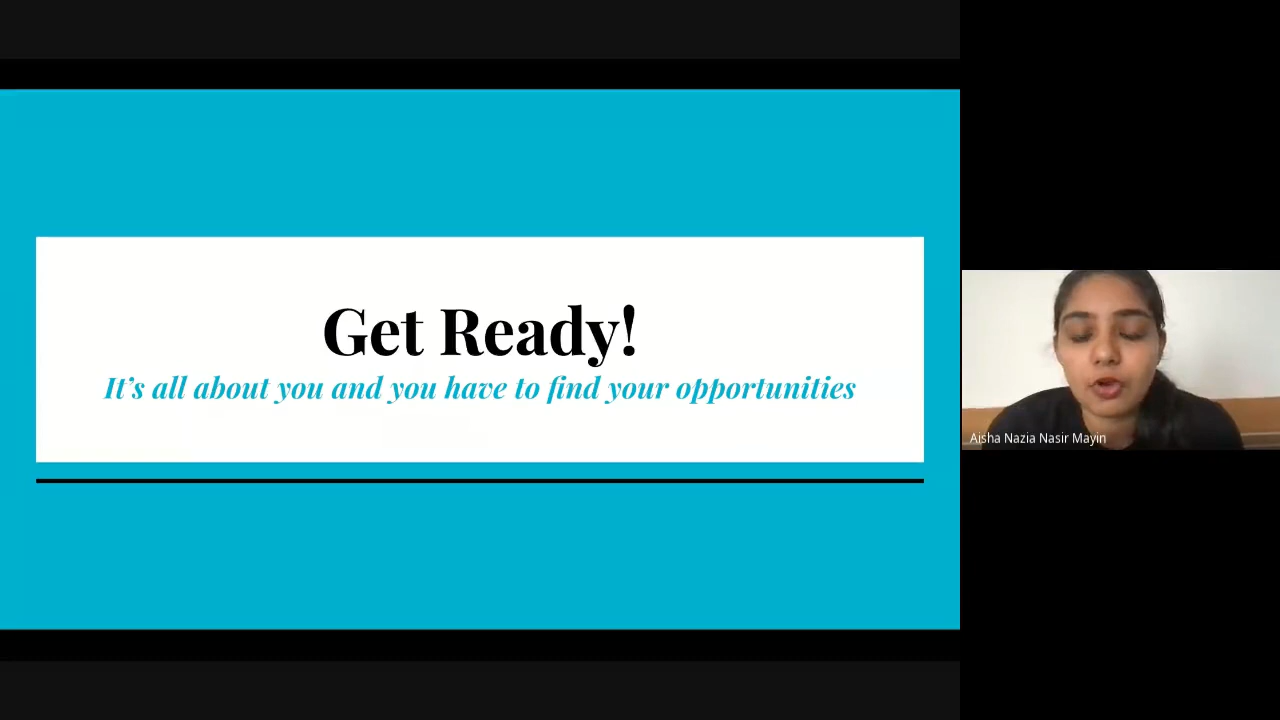 Get Ready!
It’s all about you and you have to find your opportunities
Aisha Nazia Nasir Mayin